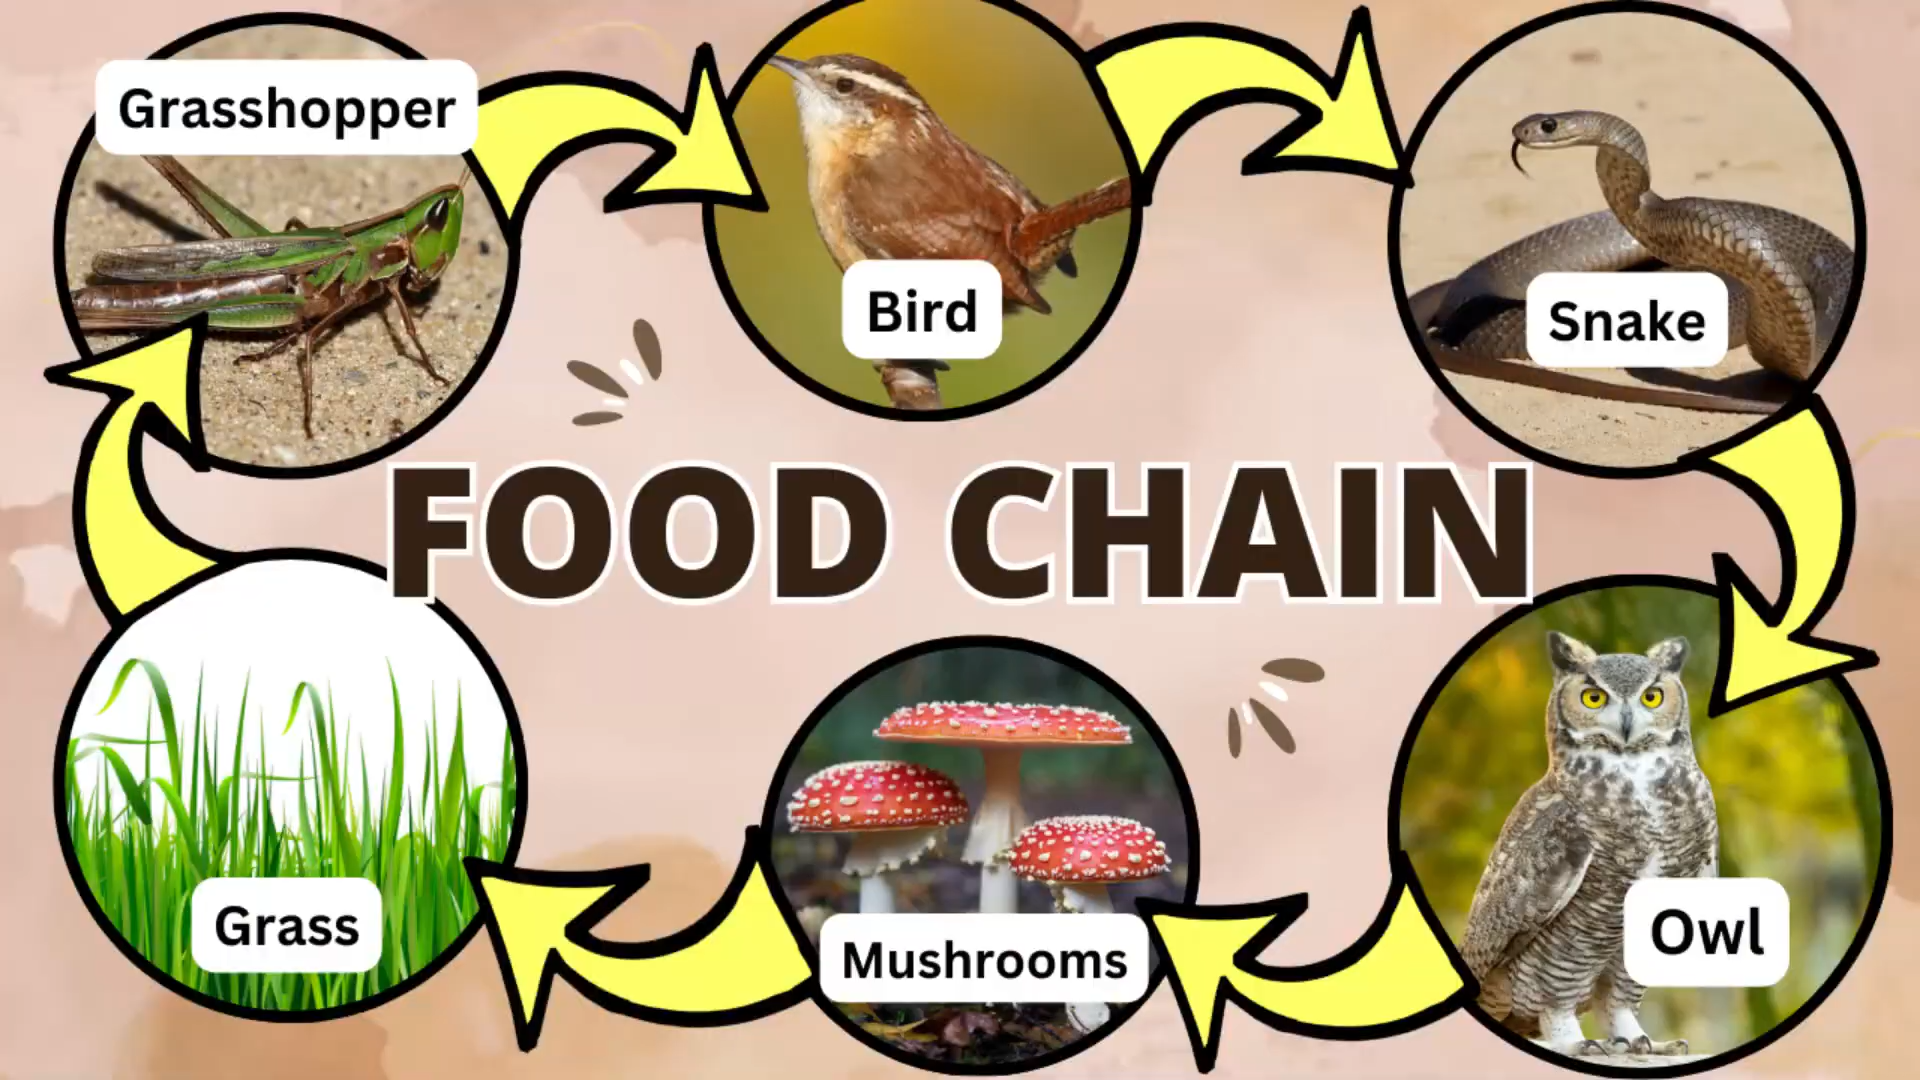 Grasshopper
Bird
Snake
FOOD CHAIN
Grass
Mushrooms
Owl